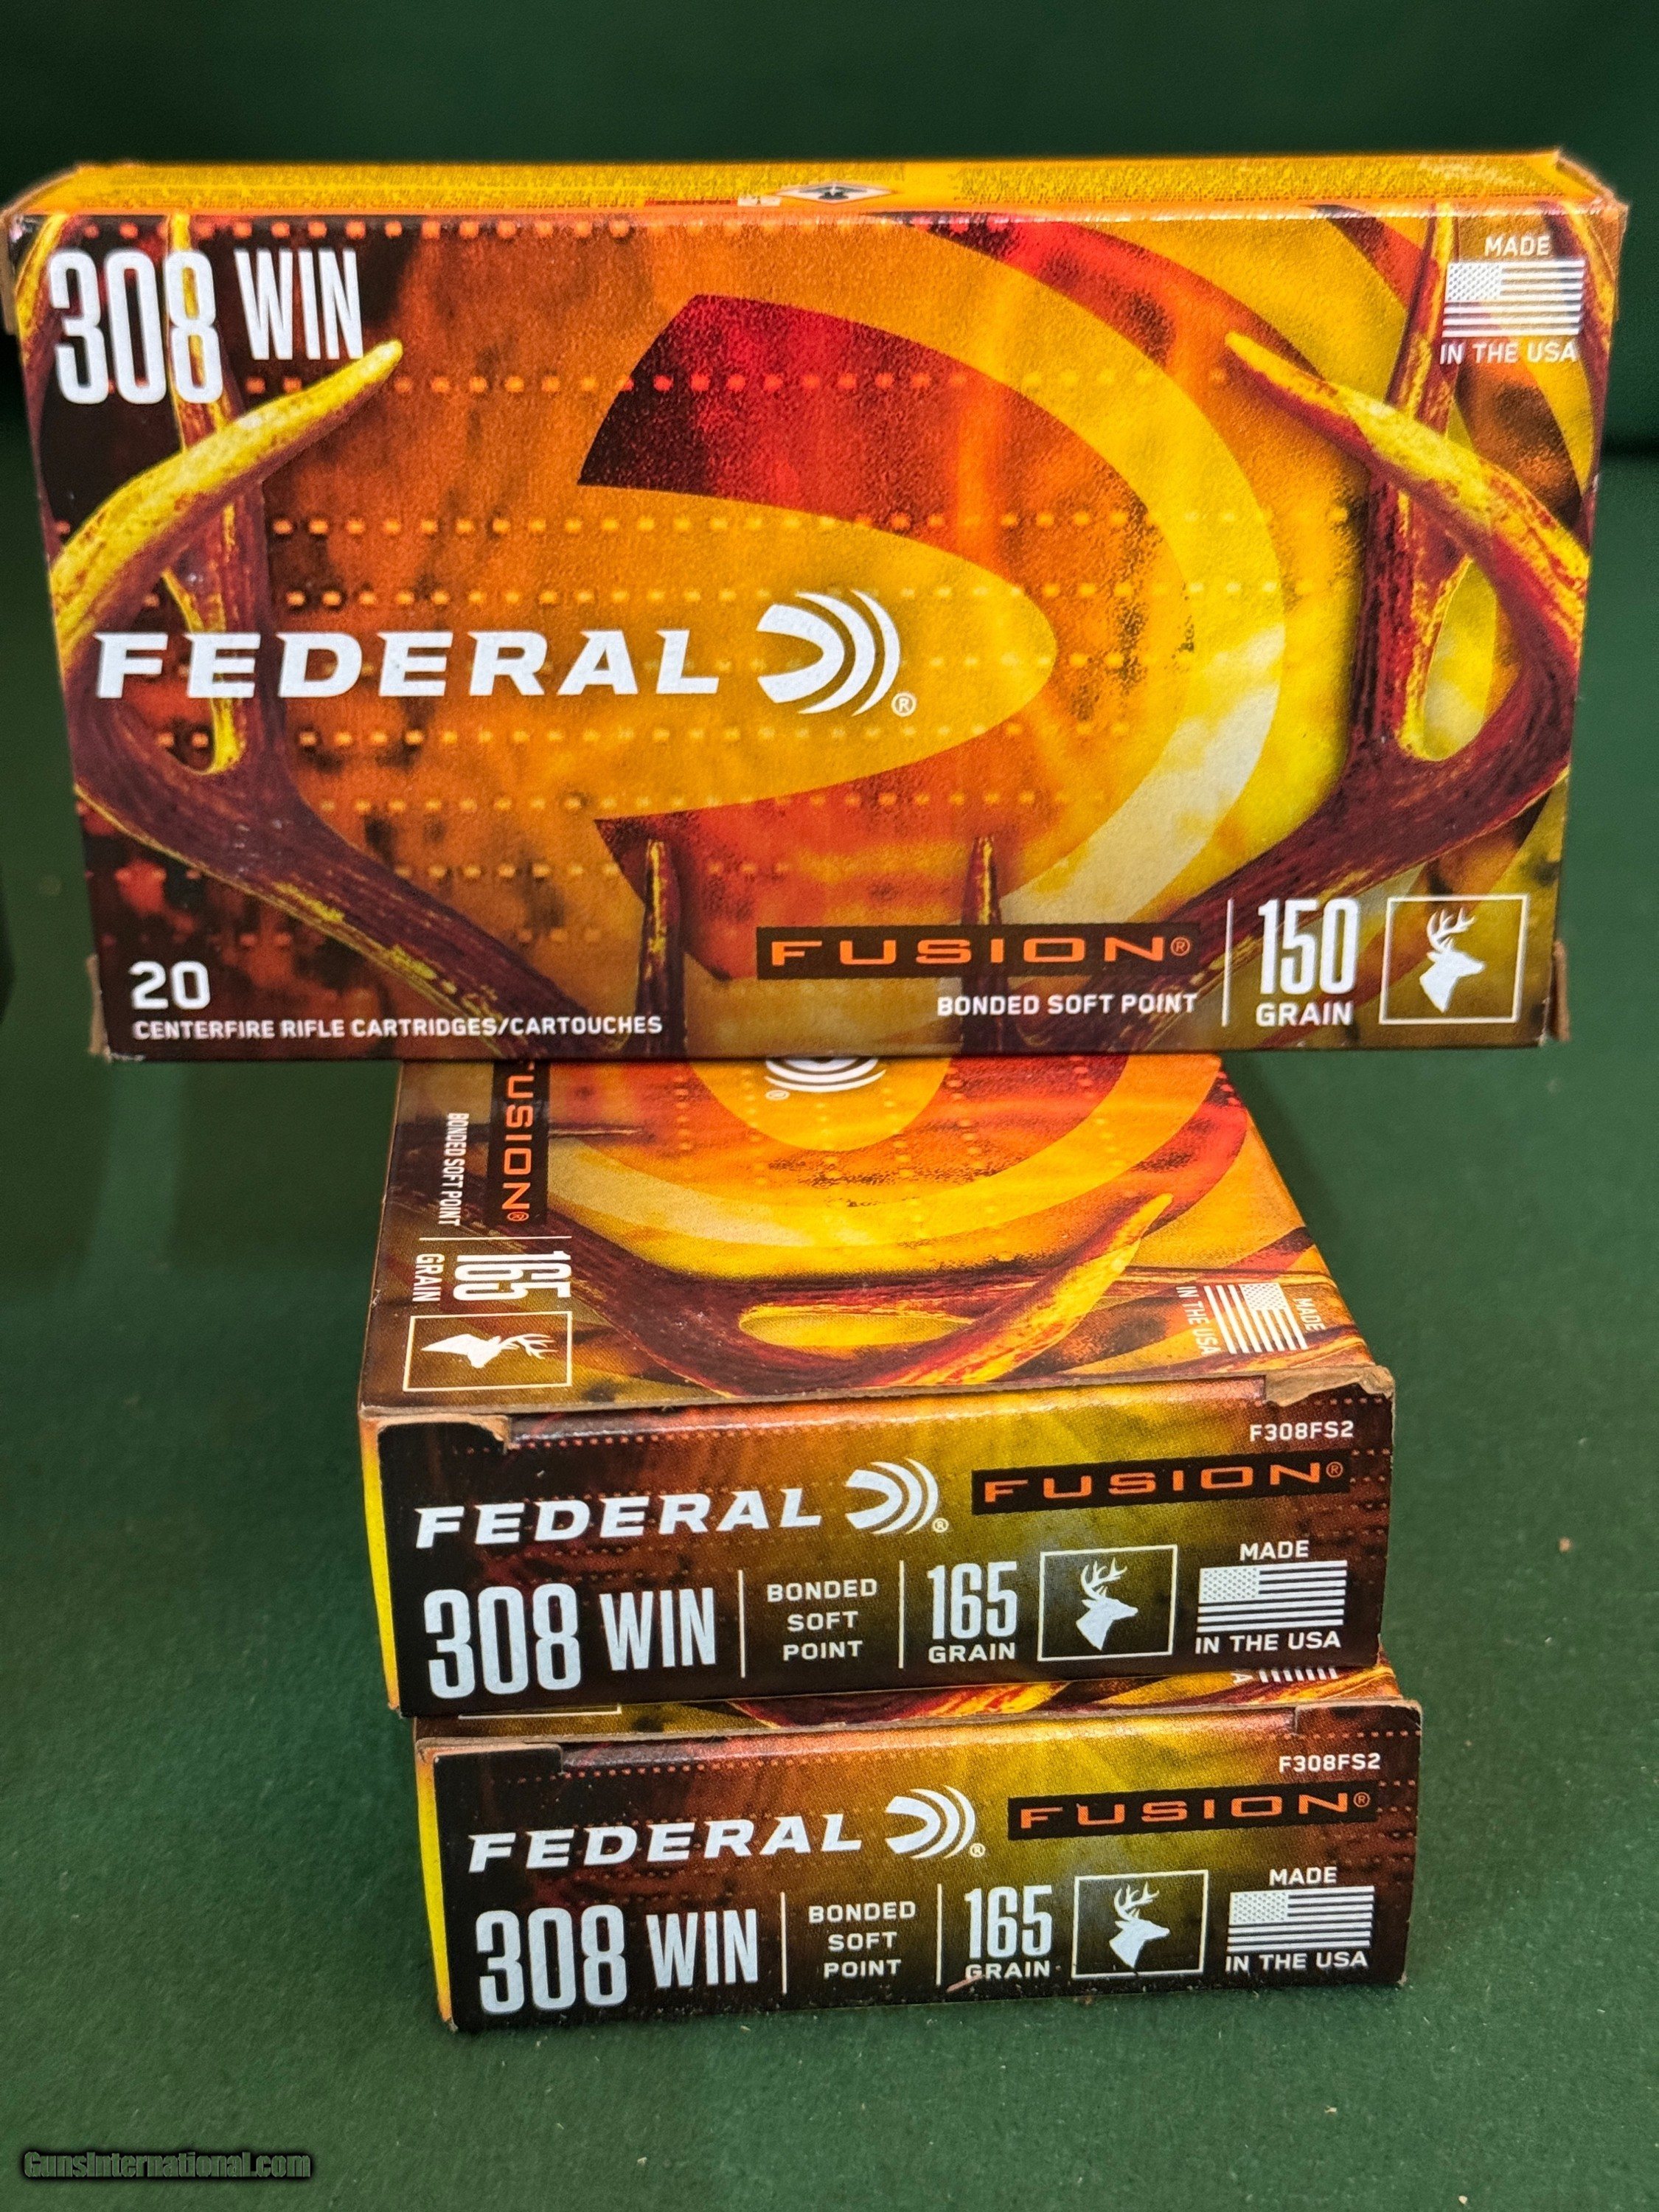 308 WIN
MADE
IN THE USA
FEDERAL ®
FUSION®
BONDED SOFT POINT
150
GRAIN
20
CENTERFIRE RIFLE CARTRIDGES/CARTOUCHES
®
FUSION®
BONDED SOFT POINT
165
GRAIN
MADE
IN THE USA
F308FS2
FEDERAL ®
FUSION®
308 WIN
BONDED
SOFT
POINT
165
GRAIN
MADE
IN THE USA
F308FS2
FEDERAL ®
FUSION®
308 WIN
BONDED
SOFT
POINT
165
GRAIN
MADE
IN THE USA
GunsInternational.com